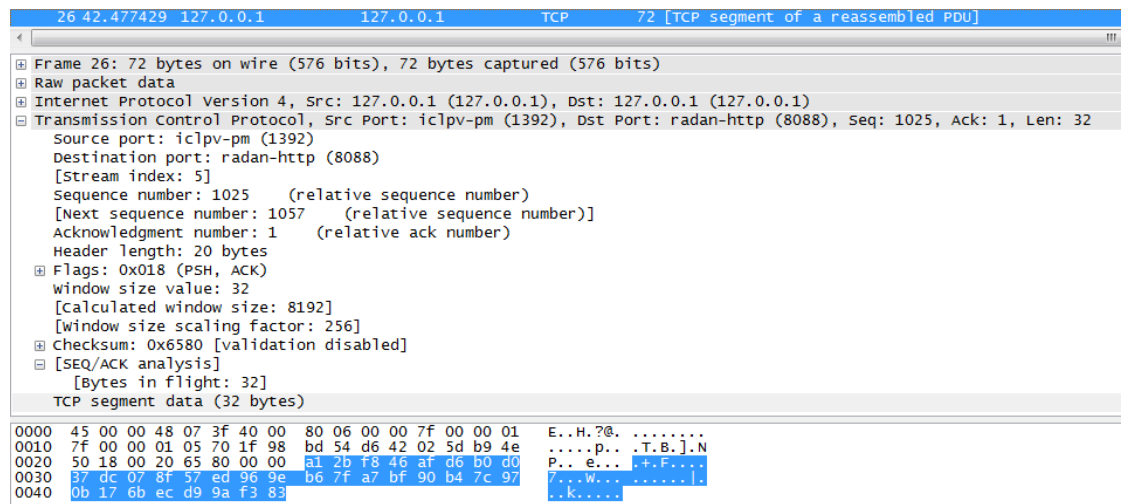 26 42.477429 127.0.0.1 127.0.0.1 TCP 72 [TCP segment of a reassembled PDU]
Frame 26: 72 bytes on wire (576 bits), 72 bytes captured (576 bits)
Raw packet data
Internet Protocol Version 4, Src: 127.0.0.1 (127.0.0.1), Dst: 127.0.0.1 (127.0.0.1)
Transmission Control Protocol, Src Port: iclpv-pm (1392), Dst Port: radan-http (8088), Seq: 1025, Ack: 1, Len: 32
Source port: iclpv-pm (1392)
Destination port: radan-http (8088)
[Stream index: 5]
Sequence number: 1025 (relative sequence number)
[Next sequence number: 1057 (relative sequence number)]
Acknowledgment number: 1 (relative ack number)
Header length: 20 bytes
Flags: 0x018 (PSH, ACK)
Window size value: 32
[Calculated window size: 8192]
[Window size scaling factor: 256]
Checksum: 0x6580 [validation disabled]
[SEQ/ACK analysis]
[Bytes in flight: 32]
TCP segment data (32 bytes)
0000 45 00 00 48 07 3f 40 00 80 06 00 00 7f 00 00 01 E..H.?@. ........
0010 7f 00 00 01 05 70 1f 98 bd 54 d6 42 02 5d b9 4e .....p.. .T.B.].N
0020 50 18 00 20 65 80 00 00 a1 2b f8 46 af d6 b0 d0 P.. e... .+.F....
0030 37 dc 07 8f 57 ed 96 9e b6 7f a7 bf 90 b4 7c 97 7...W... ......|.
0040 0b 17 6b ec d9 9a f3 83 ..k.....